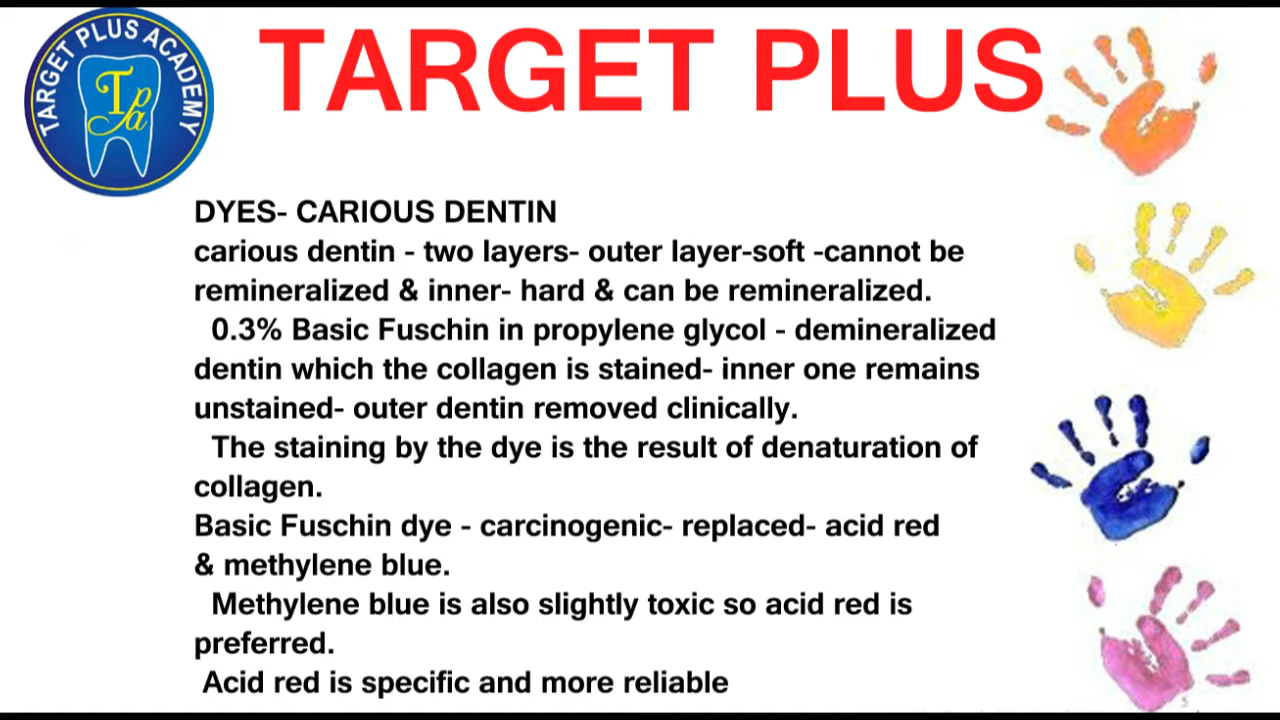 TARGET PLUS ACADEMY
Tpa
TARGET PLUS
DYES- CARIOUS DENTIN
carious dentin - two layers- outer layer-soft -cannot be
remineralized & inner- hard & can be remineralized.
0.3% Basic Fuschin in propylene glycol - demineralized
dentin which the collagen is stained- inner one remains
unstained- outer dentin removed clinically.
The staining by the dye is the result of denaturation of
collagen.
Basic Fuschin dye - carcinogenic- replaced- acid red
& methylene blue.
Methylene blue is also slightly toxic so acid red is
preferred.
Acid red is specific and more reliable